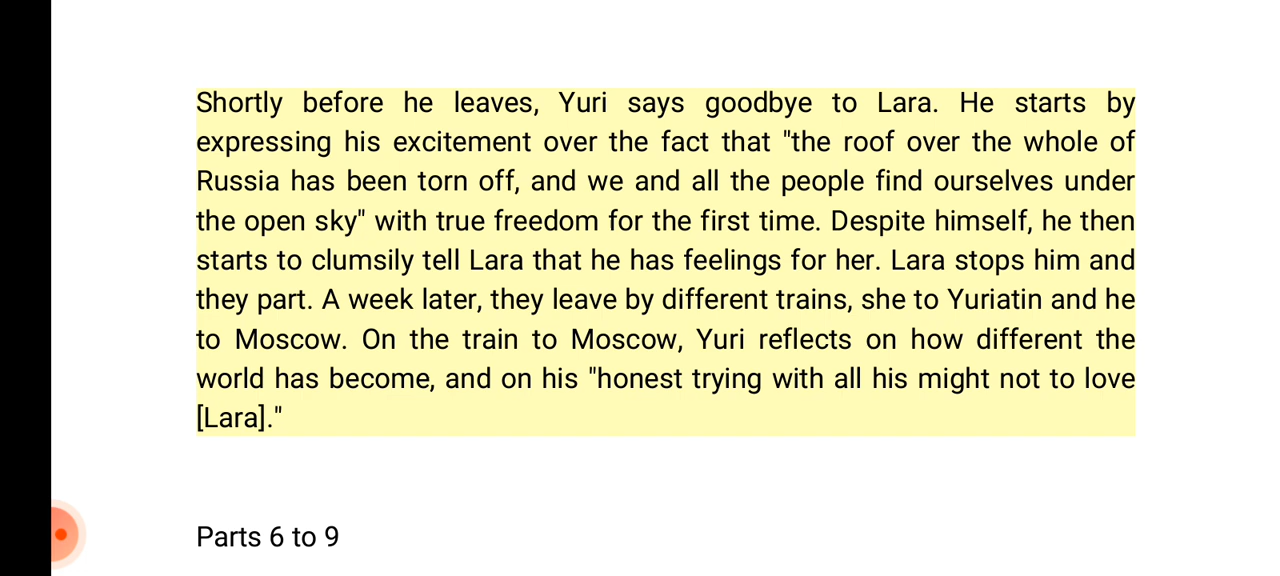 Shortly before he leaves, Yuri says goodbye to Lara. He starts by
expressing his excitement over the fact that "the roof over the whole of
Russia has been torn off, and we and all the people find ourselves under
the open sky" with true freedom for the first time. Despite himself, he then
starts to clumsily tell Lara that he has feelings for her. Lara stops him and
they part. A week later, they leave by different trains, she to Yuriatin and he
to Moscow. On the train to Moscow, Yuri reflects on how different the
world has become, and on his "honest trying with all his might not to love
[Lara]."
Parts 6 to 9